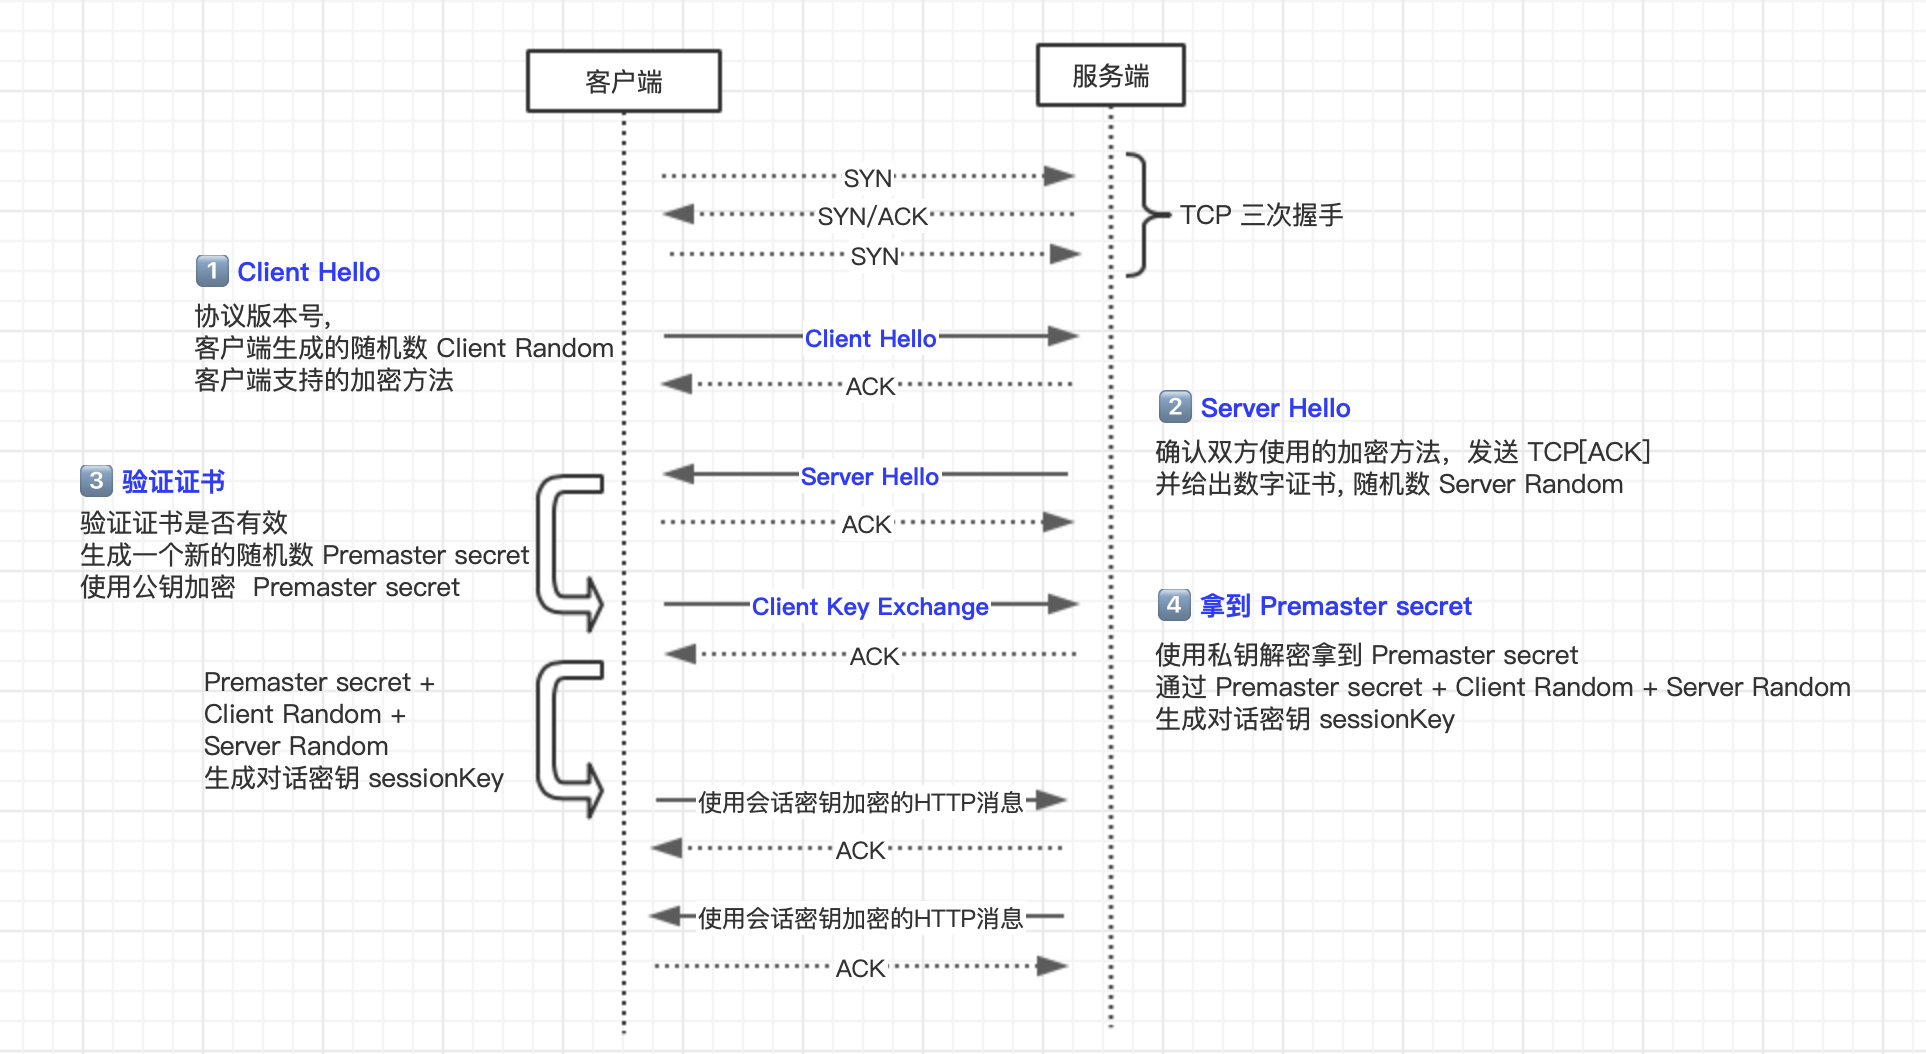 客户端
服务端
SYN
SYN/ACK
SYN
TCP 三次握手
1 Client Hello
协议版本号,
客户端生成的随机数 Client Random
客户端支持的加密方法
Client Hello
ACK
2 Server Hello
确认双方使用的加密方法，发送 TCP[ACK]
并给出数字证书, 随机数 Server Random
Server Hello
ACK
3 验证证书
验证证书是否有效
生成一个新的随机数 Premaster secret
使用公钥加密 Premaster secret
Client Key Exchange
ACK
4 拿到 Premaster secret
使用私钥解密拿到 Premaster secret
通过 Premaster secret + Client Random + Server Random
生成对话密钥 sessionKey
Premaster secret +
Client Random +
Server Random
生成对话密钥 sessionKey
使用会话密钥加密的HTTP消息
ACK
使用会话密钥加密的HTTP消息
ACK